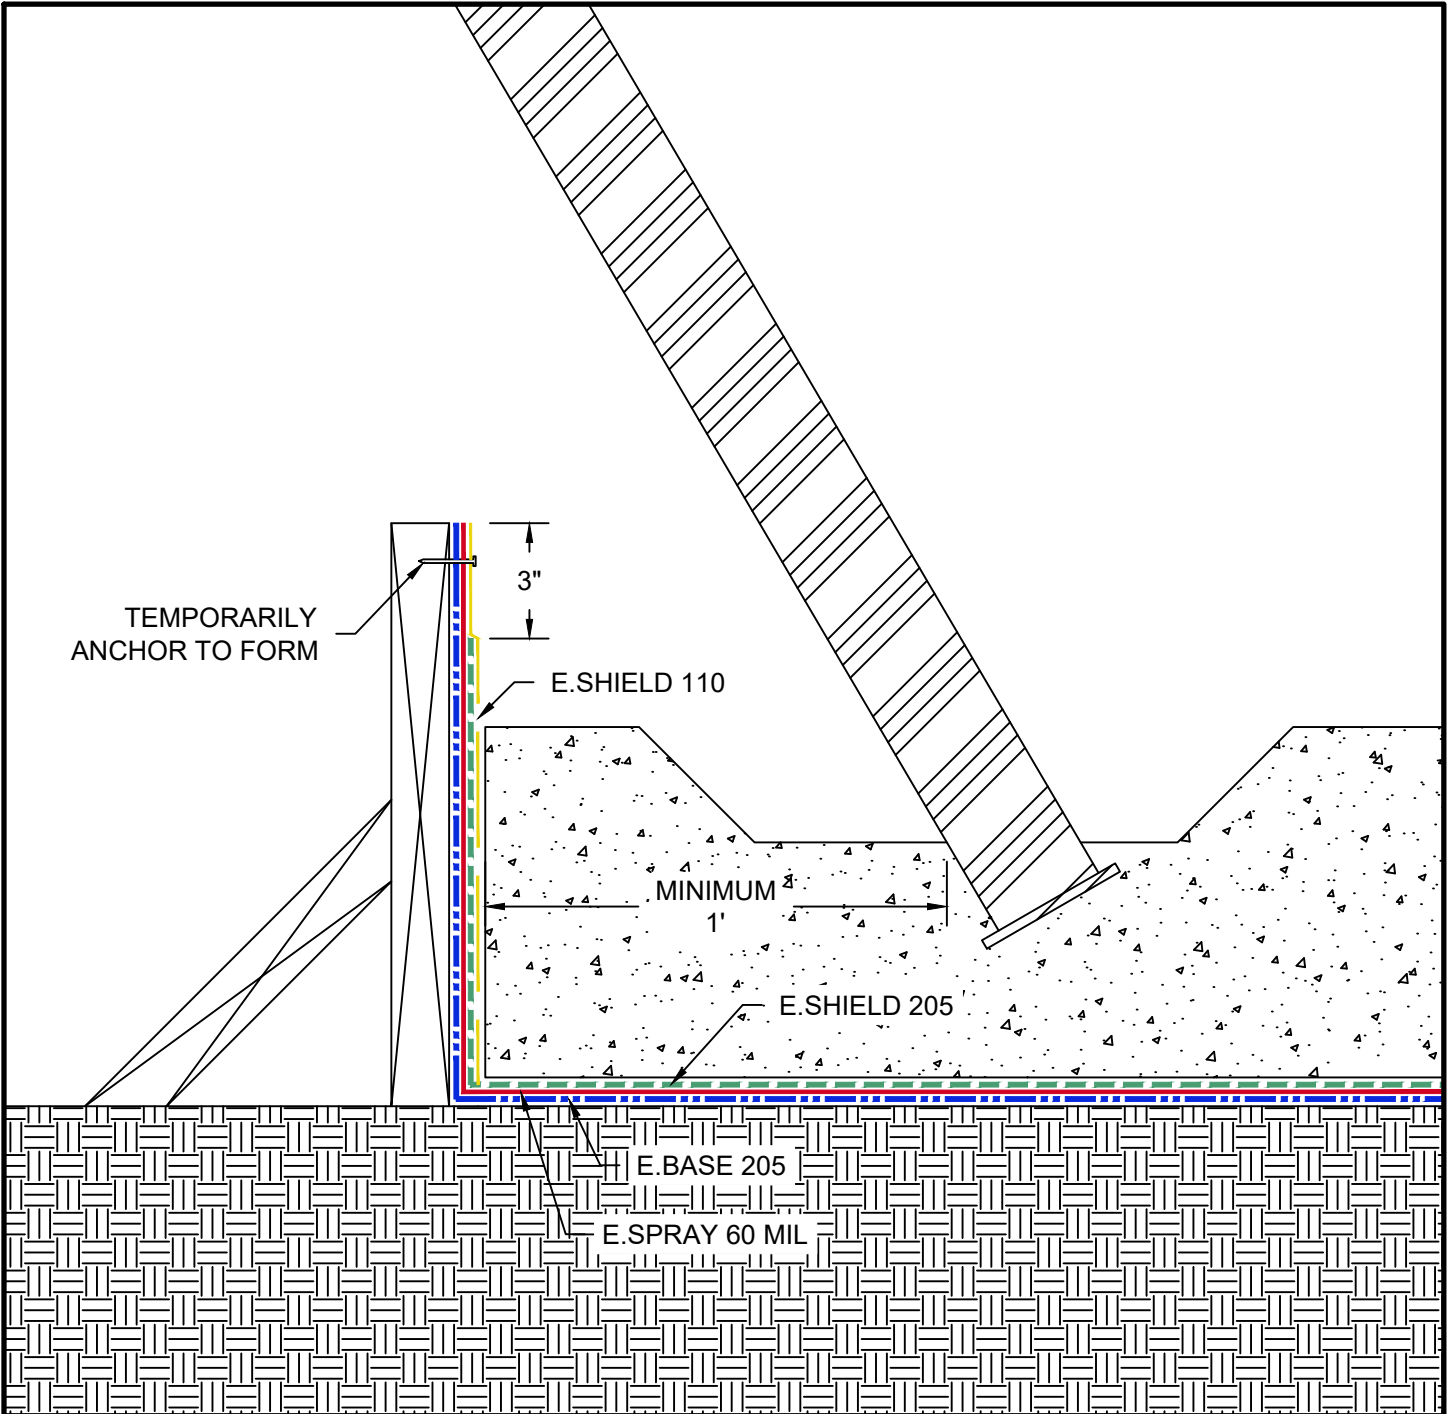 3"
TEMPORARILY
ANCHOR TO FORM
E.SHIELD 110
MINIMUM
1'
E.SHIELD 205
E.BASE 205
E.SPRAY 60 MIL